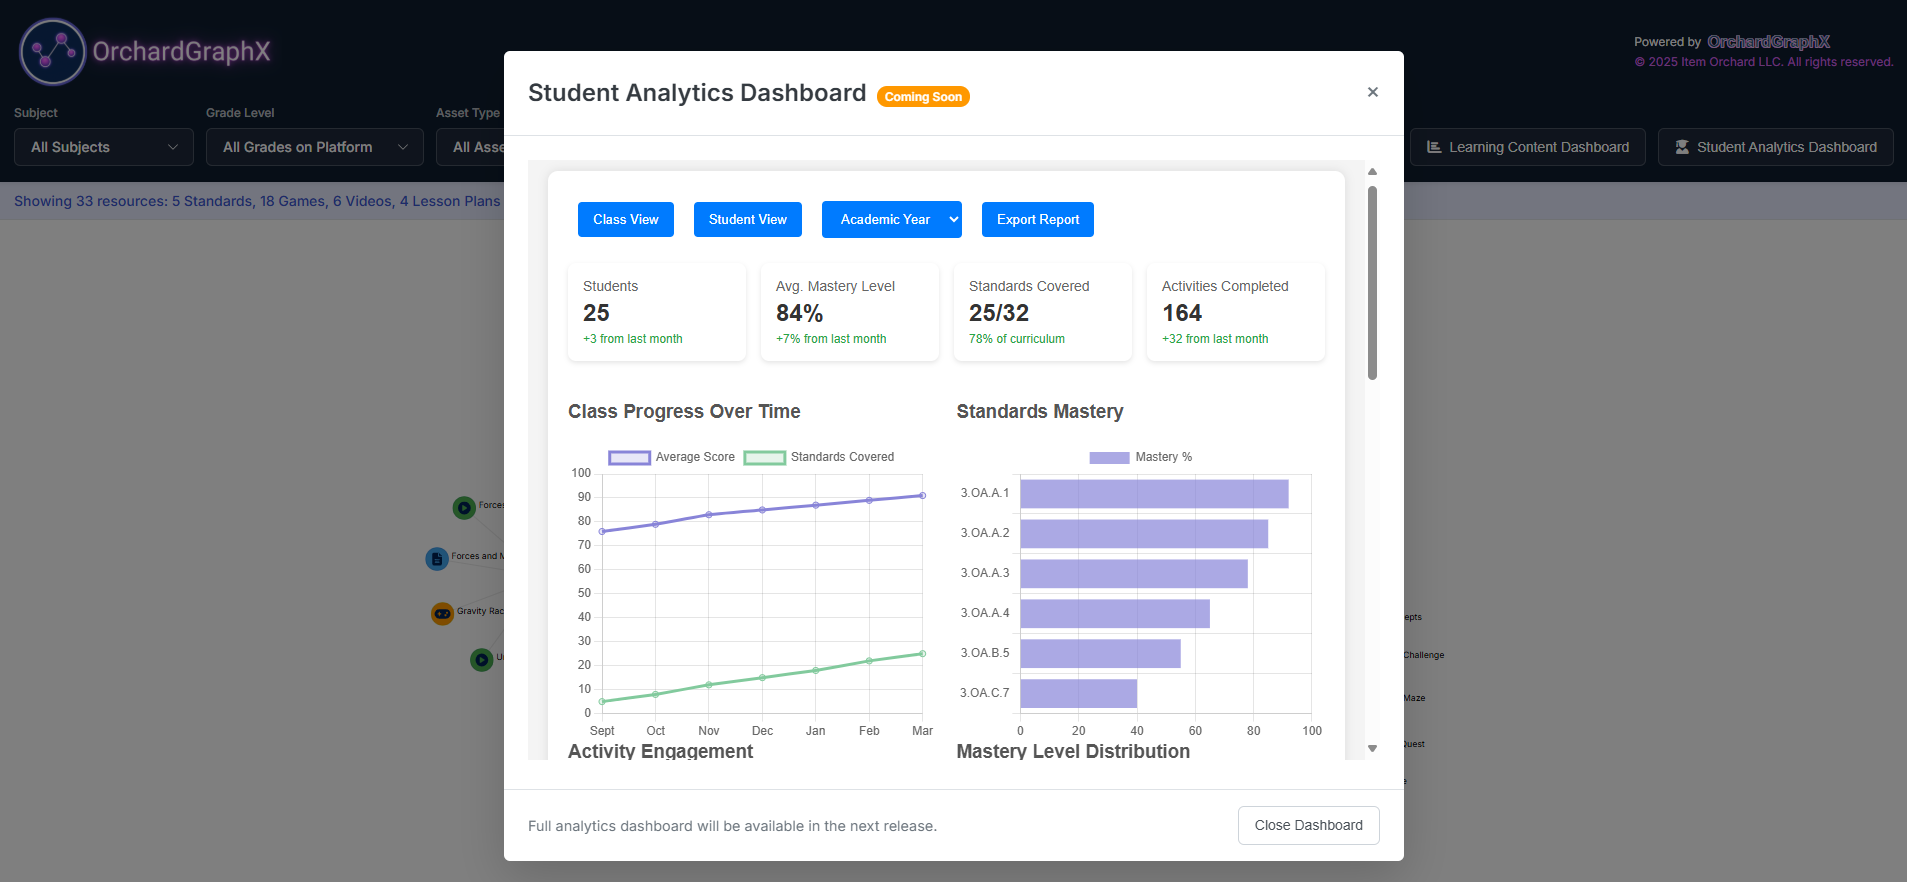 OrchardGraphX
Powered by OrchardGraphX
© 2025 Item Orchard LLC. All rights reserved.
Subject
Grade Level
Asset Type
All Subjects
All Grades on Platform
All Asse
Learning Content Dashboard
Student Analytics Dashboard
Showing 33 resources: 5 Standards, 18 Games, 6 Videos, 4 Lesson Plans
Student Analytics Dashboard
Coming Soon
×
Class View
Student View
Academic Year
Export Report
Students
25
+3 from last month
Avg. Mastery Level
84%
+7% from last month
Standards Covered
25/32
78% of curriculum
Activities Completed
164
+32 from last month
Class Progress Over Time
Average Score
Standards Covered
100
90
80
70
60
50
40
30
20
10
0
Sept Oct Nov Dec Jan Feb Mar
Standards Mastery
Mastery %
3.OA.A.1
3.OA.A.2
3.OA.A.3
3.OA.A.4
3.OA.B.5
3.OA.C.7
0 20 40 60 80 100
Activity Engagement
Mastery Level Distribution
Full analytics dashboard will be available in the next release.
Close Dashboard
Forces
Forces and M
Gravity Rac
U
epts
Challenge
Maze
Quest
e